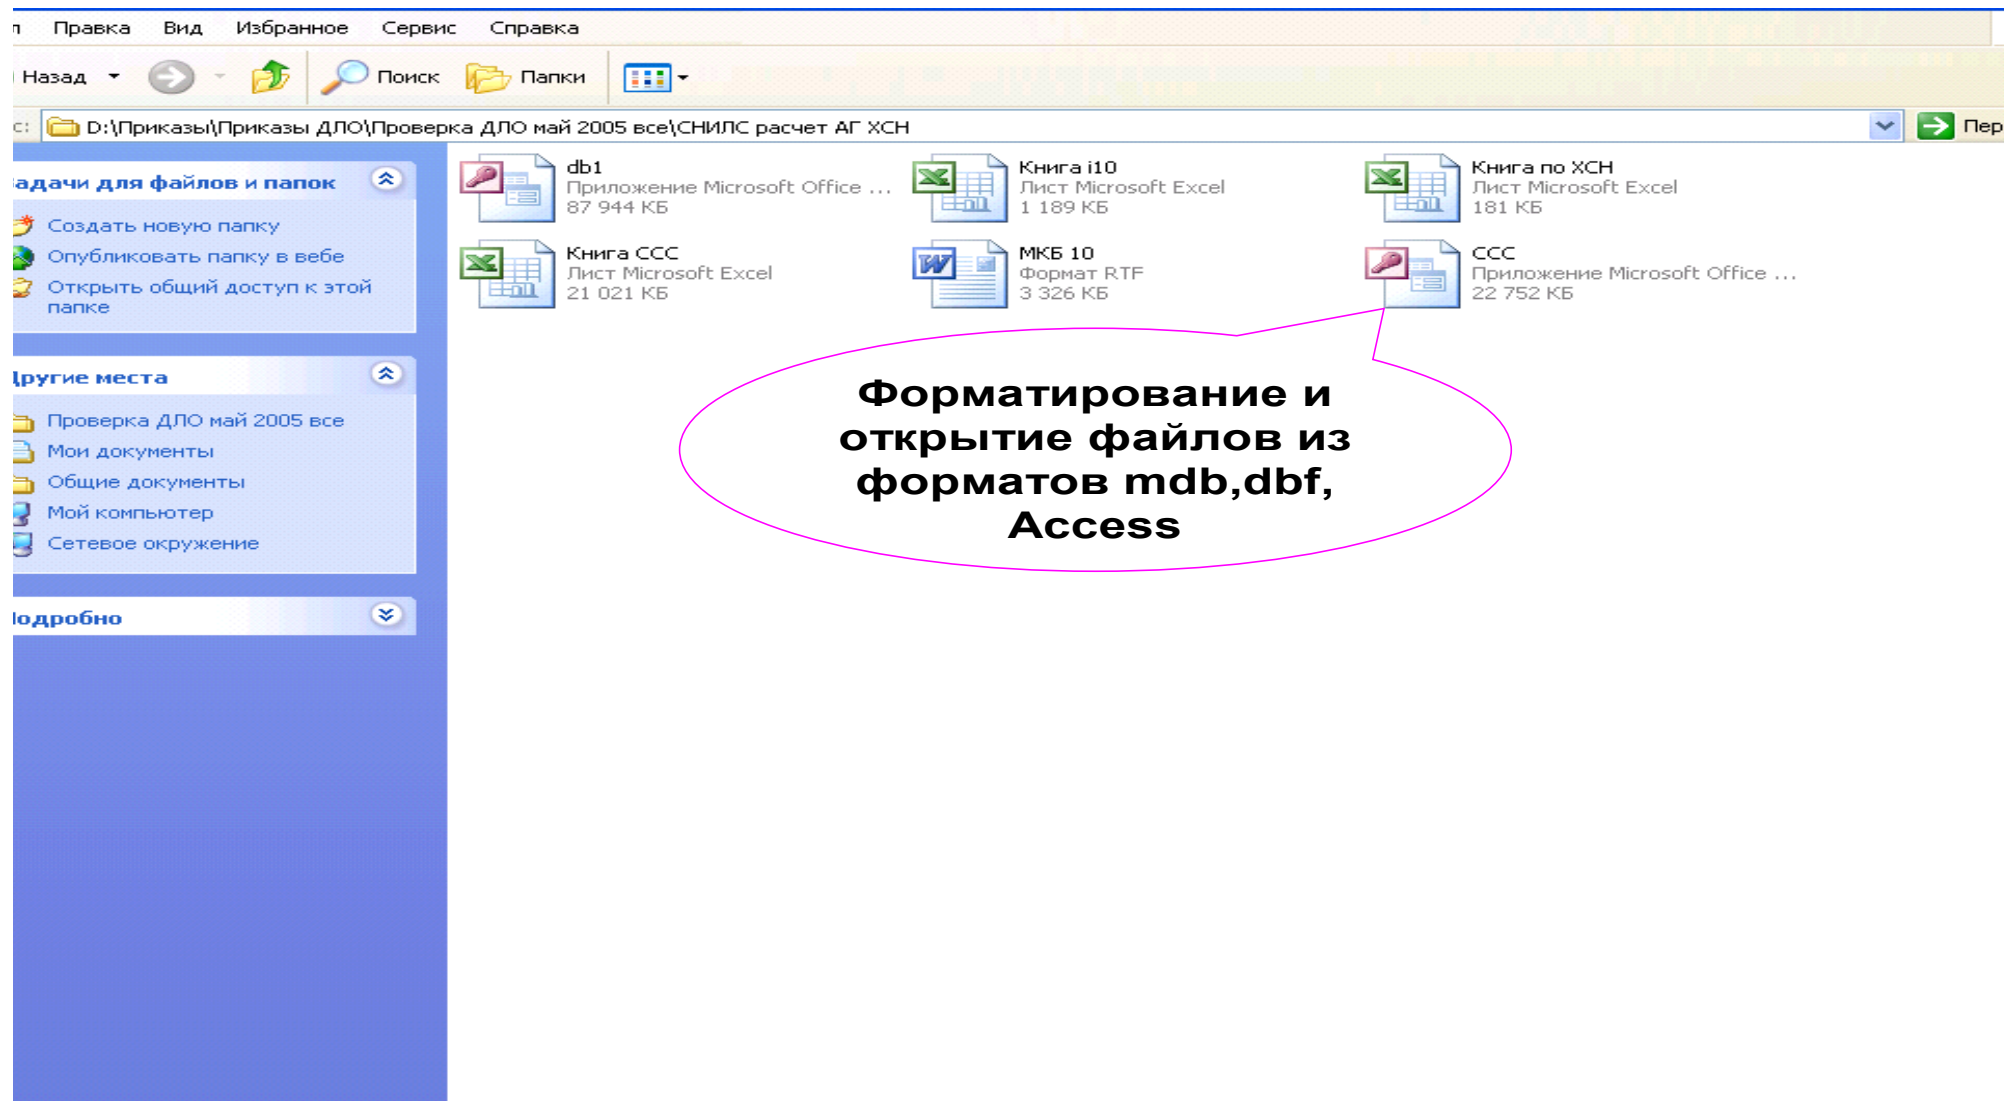 Правка Вид Избранное Сервис Справка
Назад Поиск Папки
D:\Приказы\Приказы ДЛО\Проверка ДЛО май 2005 все\СНИЛС расчет АГ ХСН Пер
адачи для файлов и папок
Создать новую папку
Опубликовать папку в вебе
Открыть общий доступ к этой
папке
Другие места
Проверка ДЛО май 2005 все
Мои документы
Общие документы
Мой компьютер
Сетевое окружение
Подробно
db1
Приложение Microsoft Office ...
87 944 КБ
Книга i10
Лист Microsoft Excel
1 189 КБ
Книга по ХСН
Лист Microsoft Excel
181 КБ
Книга ССС
Лист Microsoft Excel
21 021 КБ
МКБ 10
Формат RTF
3 326 КБ
ССС
Приложение Microsoft Office ...
22 752 КБ
Форматирование и
открытие файлов из
форматов mdb,dbf,
Access